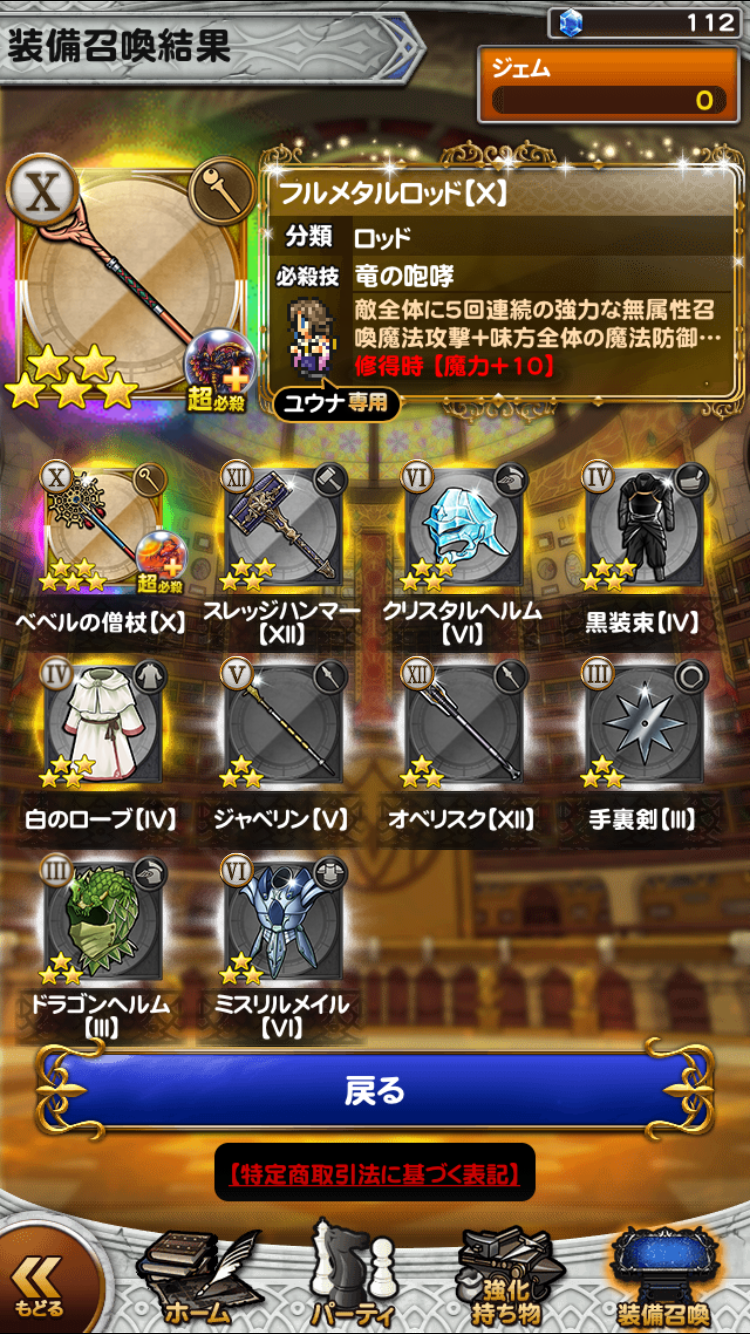 装備召喚結果
112
ジェム
0
X
フルメタルロッド【X】
分類 ロッド
必殺技 竜の咆哮
敵全体に5回連続の強力な無属性召
喚魔法攻撃+味方全体の魔法防御…
修得時【魔力+10】
超必殺
ユウナ専用
X
XII
VI
IV
超必殺
ベベルの僧杖【X】
スレッジハンマー
【XII】
クリスタルヘルム
【VI】
黒装束【IV】
IV
V
XII
III
白のローブ【IV】
ジャベリン【V】
オベリスク【XII】
手裏剣【III】
III
VI
ドラゴンヘルム
【III】
ミスリルメイル
【VI】
戻る
【特定商取引法に基づく表記】
もどる
ホーム
パーティ
強化
持ち物
装備召喚